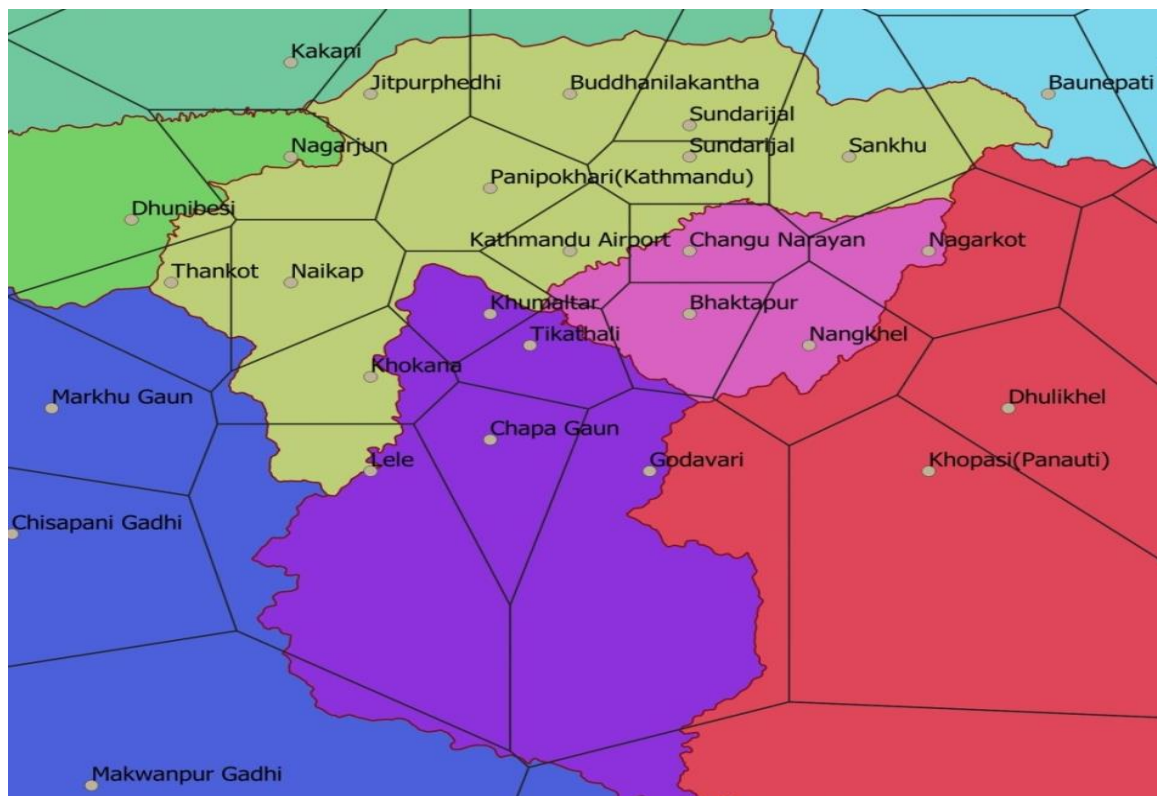 Kakani
Jitpurphedhi
Buddhanilakantha
Baunepati
Sundarijal
Nagarjun
Sundarijal
Sankhu
Panipokhari(Kathmandu)
Dhunibesi
Kathmandu Airport
Changu Narayan
Nagarkot
Thankot
Naikap
Khumaltar
Bhaktapur
Tikathali
Nangkhel
Khokana
Markhu Gaun
Dhulikhel
Chapa Gaun
Lele
Godavari
Khopasi(Panauti)
Chisapani Gadhi
Makwanpur Gadhi